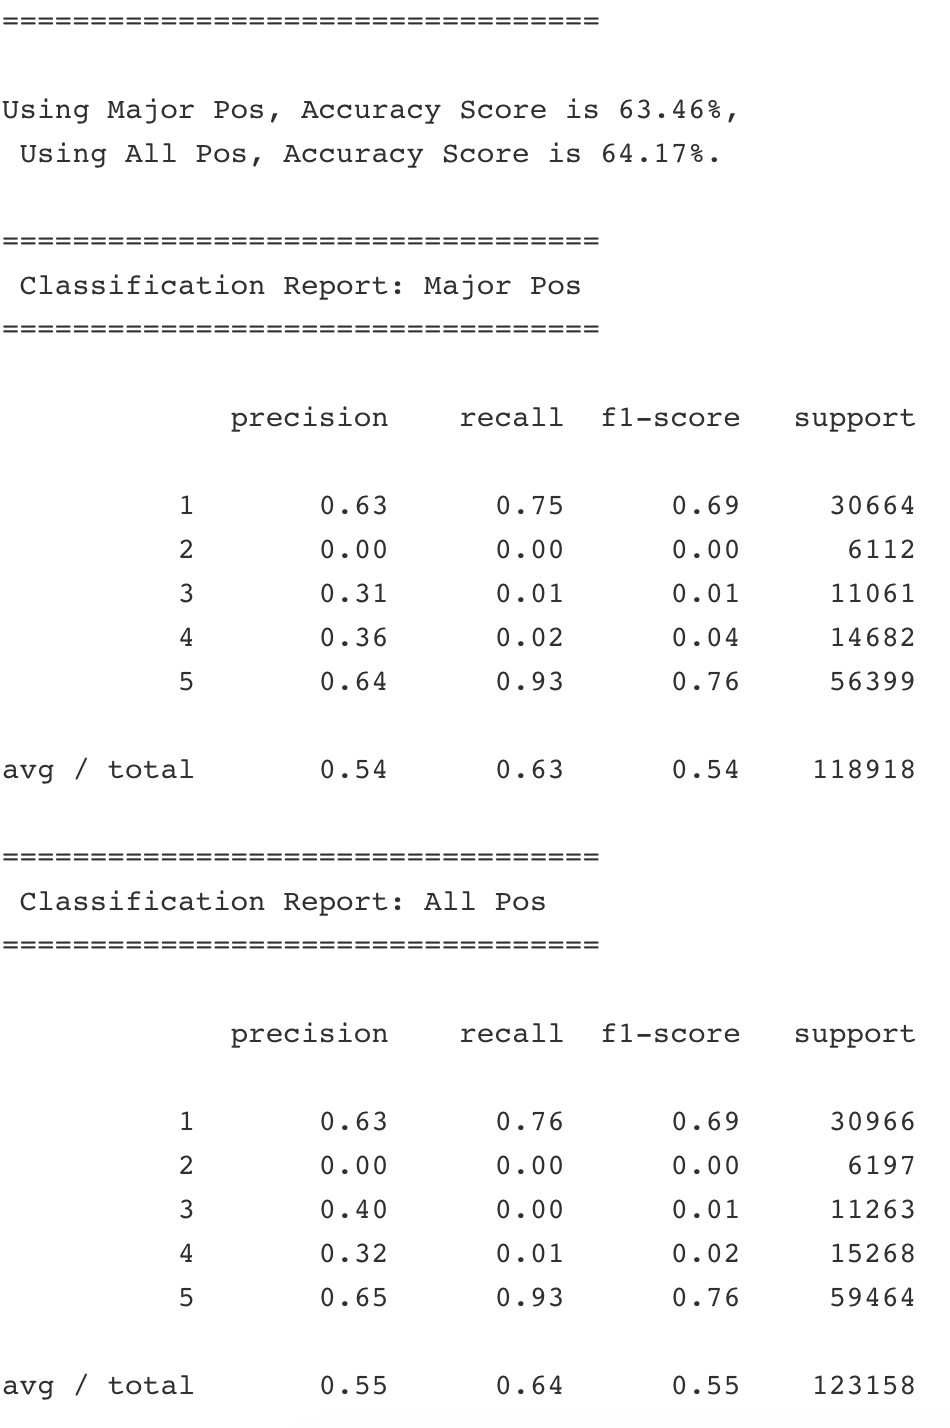 ==================================
Using Major Pos, Accuracy Score is 63.46%,
Using All Pos, Accuracy Score is 64.17%.
==================================
Classification Report: Major Pos
==================================
precision recall f1-score support
1 0.63 0.75 0.69 30664
2 0.00 0.00 0.00 6112
3 0.31 0.01 0.01 11061
4 0.36 0.02 0.04 14682
5 0.64 0.93 0.76 56399
avg / total 0.54 0.63 0.54 118918
==================================
Classification Report: All Pos
==================================
precision recall f1-score support
1 0.63 0.76 0.69 30966
2 0.00 0.00 0.00 6197
3 0.40 0.00 0.01 11263
4 0.32 0.01 0.02 15268
5 0.65 0.93 0.76 59464
avg / total 0.55 0.64 0.55 123158